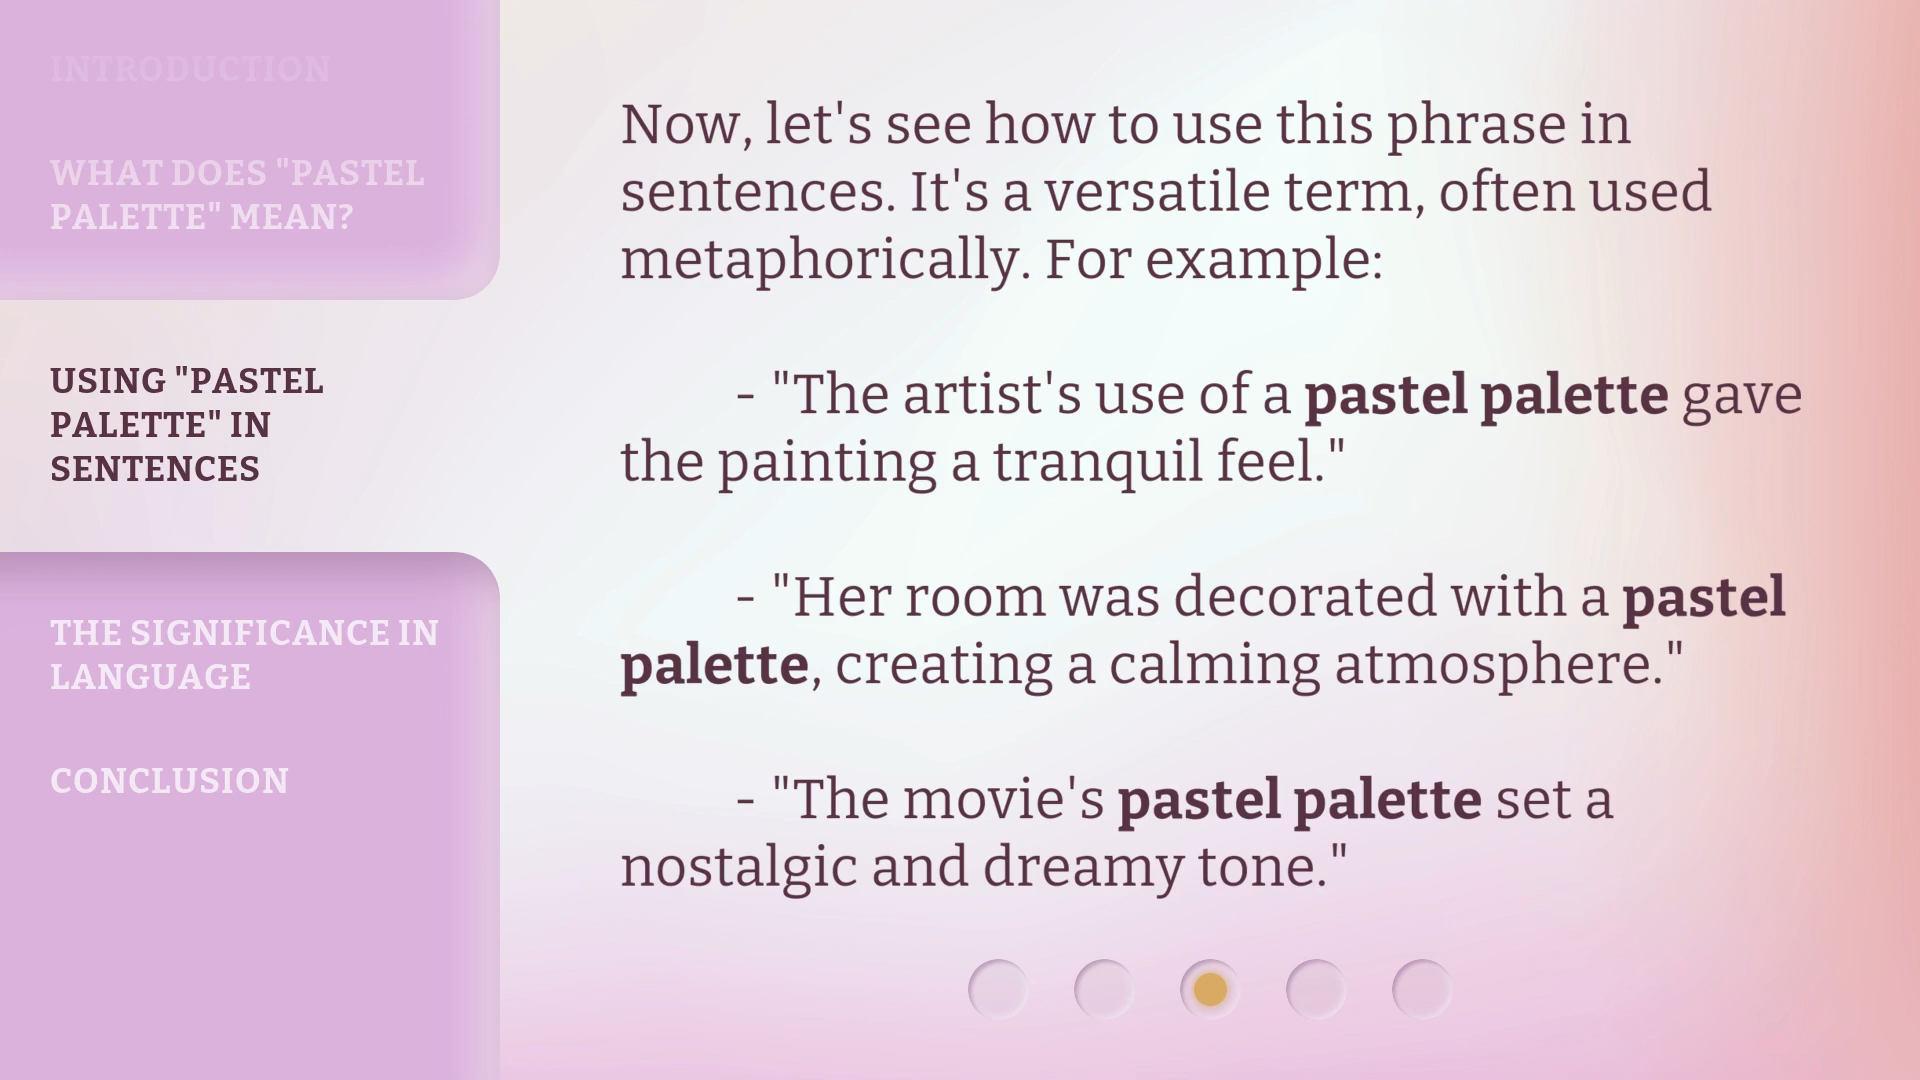 INTRODUCTION
WHAT DOES "PASTEL
PALETTE" MEAN?
USING "PASTEL
PALETTE" IN
SENTENCES
THE SIGNIFICANCE IN
LANGUAGE
CONCLUSION
Now, let's see how to use this phrase in
sentences. It's a versatile term, often used
metaphorically. For example:
- "The artist's use of a pastel palette gave
the painting a tranquil feel."
- "Her room was decorated with a pastel
palette, creating a calming atmosphere."
- "The movie's pastel palette set a
nostalgic and dreamy tone."